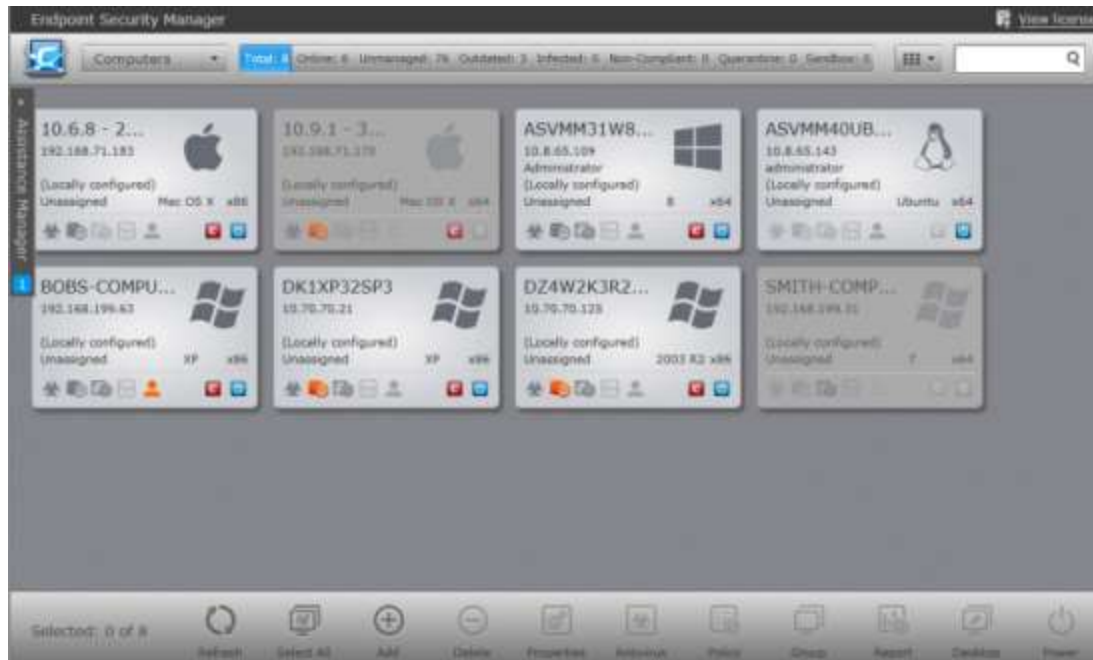 Endpoint Security Manager
View license
Computers
Total: 8 Online: 6 Unmanaged: 76 Outdated: 3 Infected: 0 Non-Compliant: 0 Quarantine: 0 Sandbox: 0
Assistance Manager
10.6.8 - 2...
192.168.71.183
(Locally configured)
Unassigned Mac OS X x86
10.9.1 - 3...
(Locally configured)
Unassigned Mac OS X x64
ASVMM31W8...
10.8.65.109
Administrator
(Locally configured)
Unassigned 8 x64
ASVMM40UB...
10.8.65.143
administrator
(Locally configured)
Unassigned Ubuntu x64
BOBS-COMPU...
192.168.199.63
(Locally configured)
Unassigned XP x86
DK1XP32SP3
10.70.70.21
(Locally configured)
Unassigned XP x86
DZ4W2K3R2...
10.70.70.125
(Locally configured)
Unassigned 2003 R2 x86
SMITH-COMP...
(Locally configured)
Unassigned 7 x64
Selected: 0 of 8
Refresh
Select All
Add
Delete
Properties
Antivirus
Policy
Group
Report
Desktop
Power